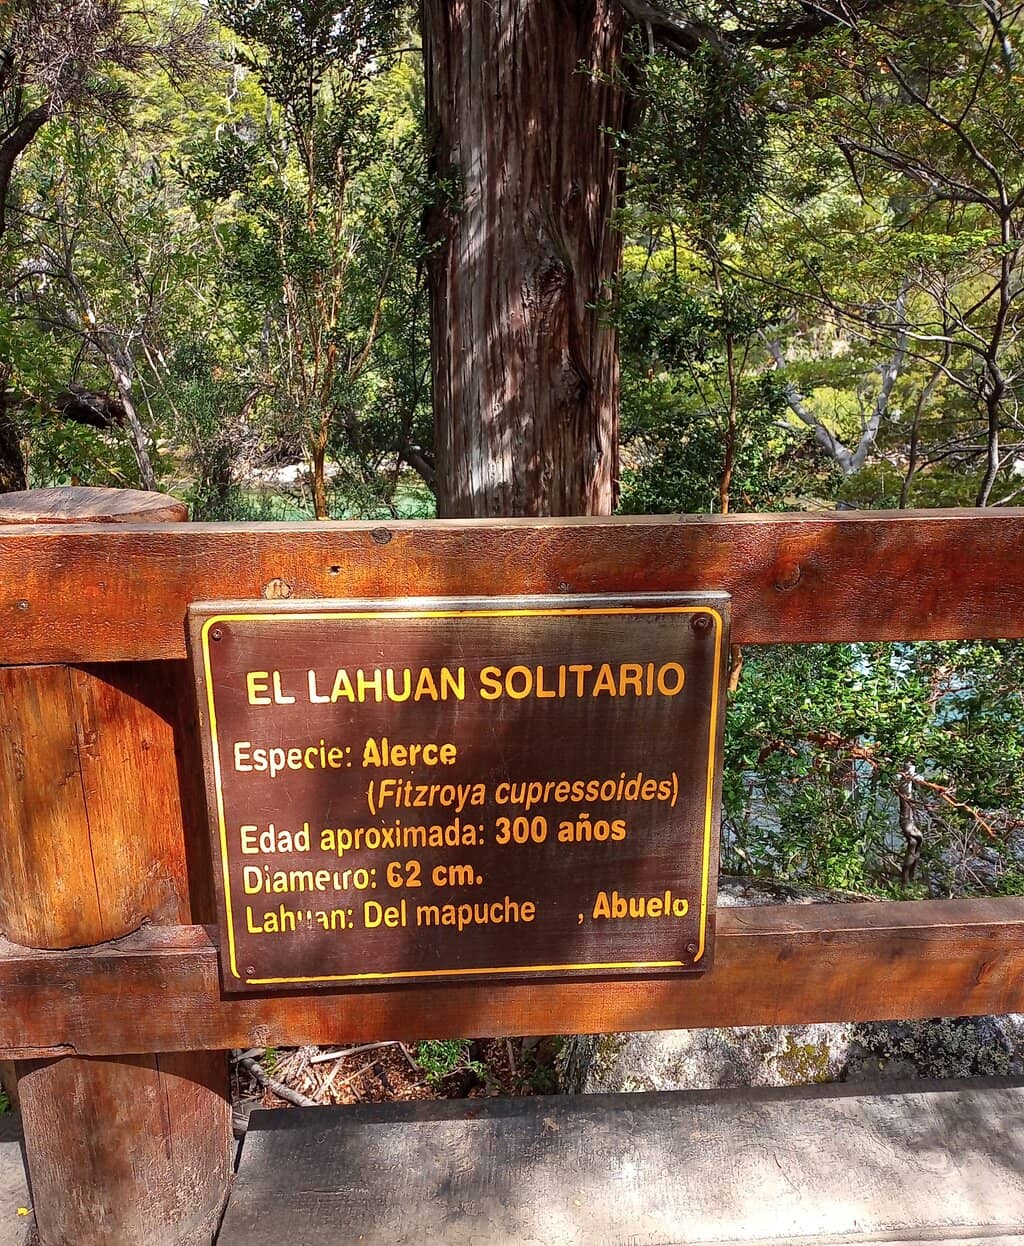 EL LAHUAN SOLITARIO
Especie: Alerce
(Fitzroya cupressoides)
Edad aproximada: 300 años
Diametro: 62 cm.
Lahuan: Del mapuche , Abuelo